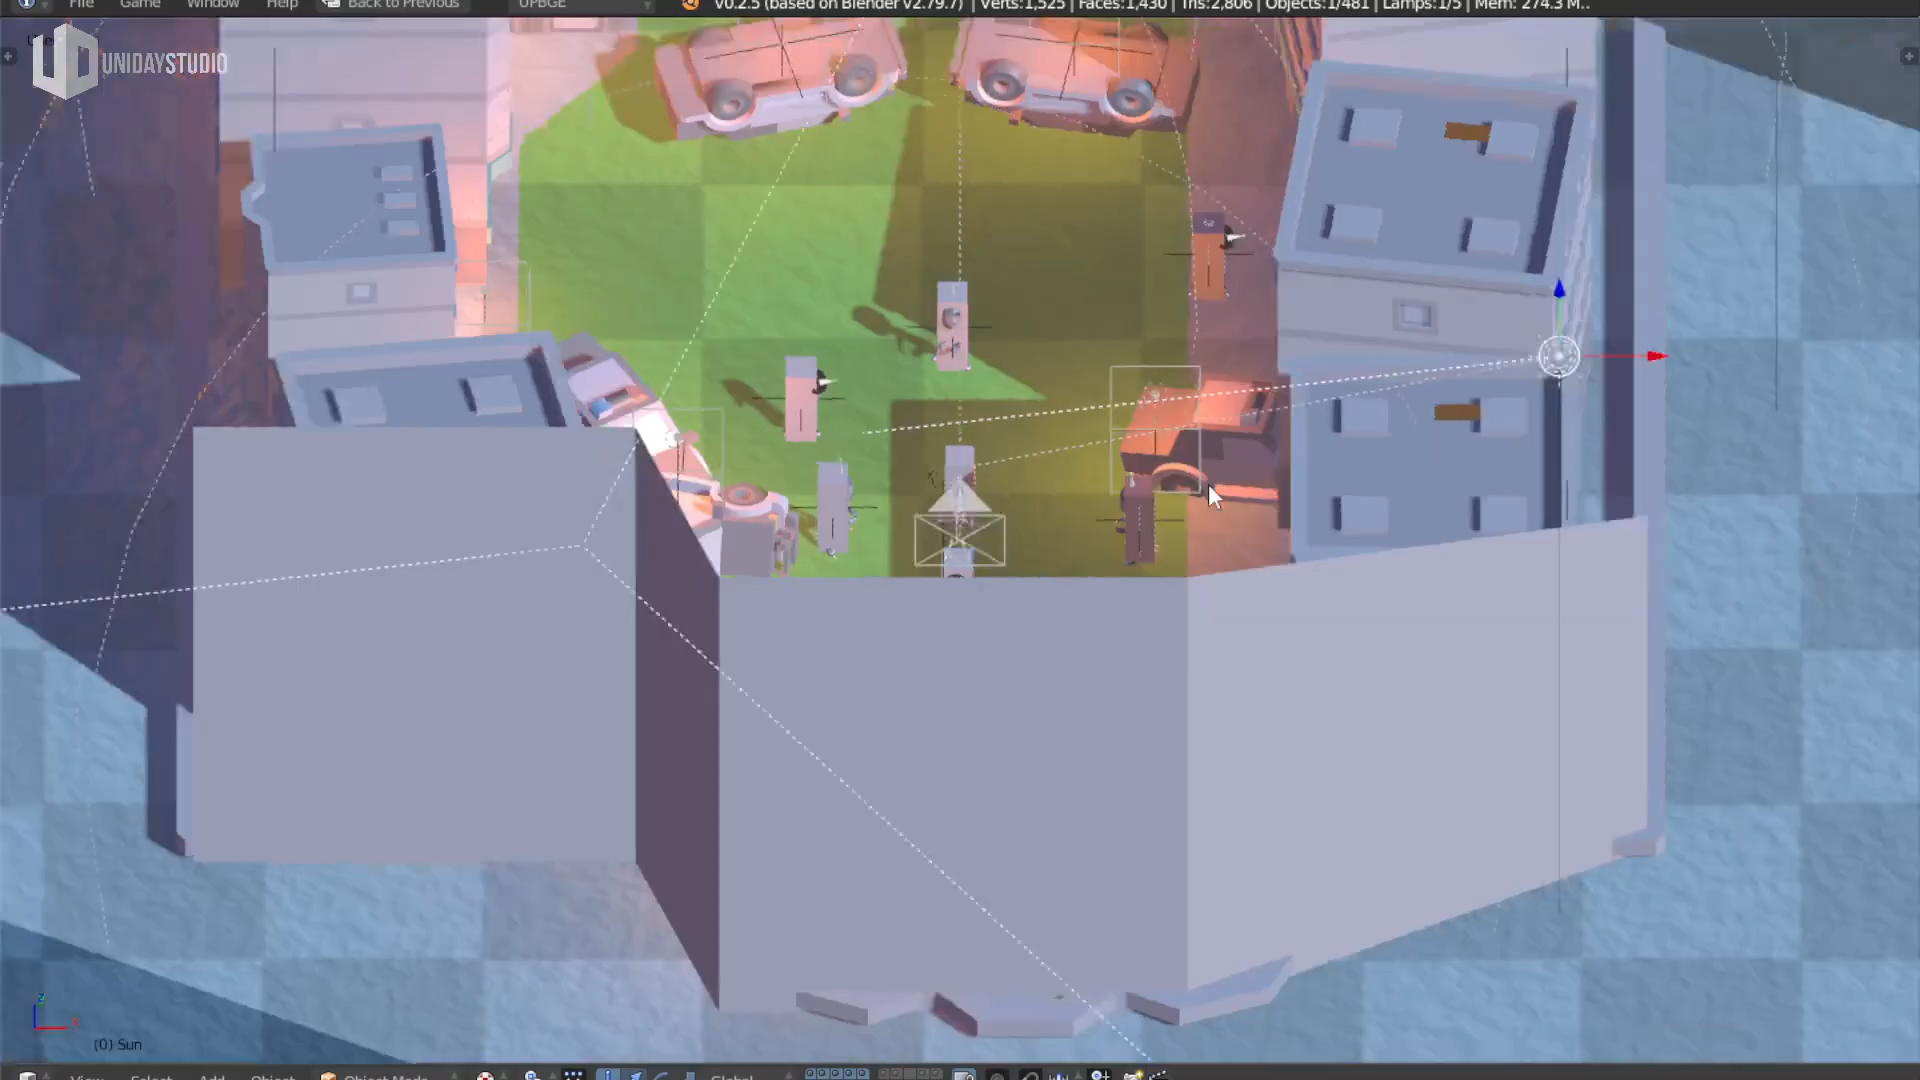 File Game Window Help Back to Previous UPBGE v0.2.5 (based on Blender v2.79.7) | Verts:1,525 | Faces:1,430 | Tris:2,806 | Objects:1/481 | Lamps:1/5 | Mem: 274.3 M..
UNIDAYSTUDIO
(0) Sun
View Select Add Object Object Mode Global